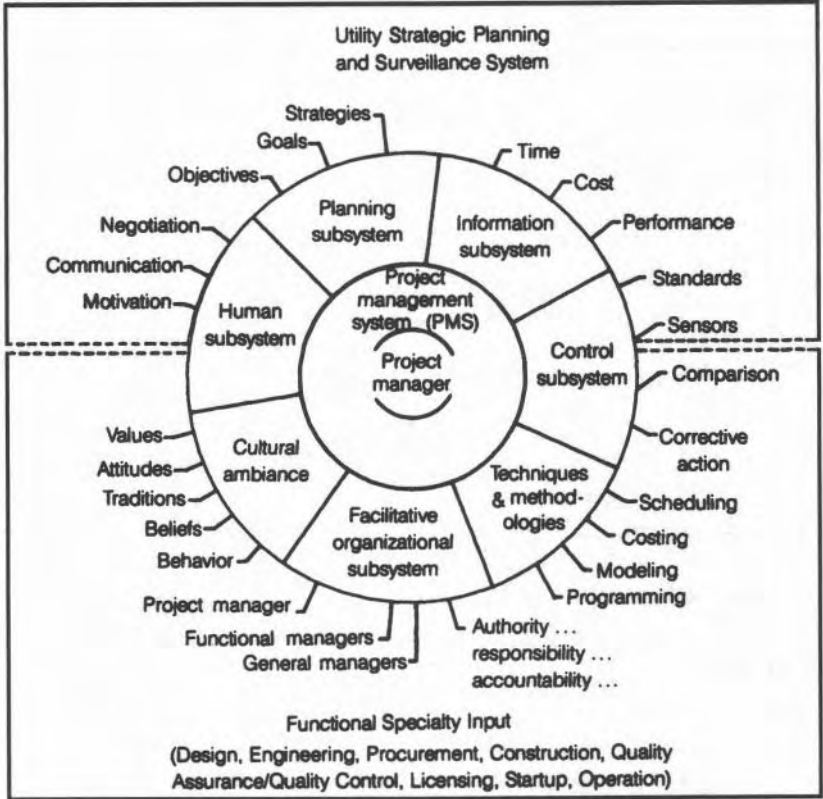 Utility Strategic Planning
and Surveillance System
Strategies
Goals
Objectives
Negotiation
Communication
Motivation
Time
Cost
Performance
Standards
Sensors
Comparison
Corrective
action
Planning
subsystem
Information
subsystem
Human
subsystem
Project
management
system (PMS)
Project
manager
Control
subsystem
Cultural
ambiance
Facilitative
organizational
subsystem
Techniques
& method-
ologies
Values
Attitudes
Traditions
Beliefs
Behavior
Project manager
Functional managers
General managers
Scheduling
Costing
Modeling
Programming
Authority ...
responsibility ...
accountability ...
Functional Specialty Input
(Design, Engineering, Procurement, Construction, Quality
Assurance/Quality Control, Licensing, Startup, Operation)